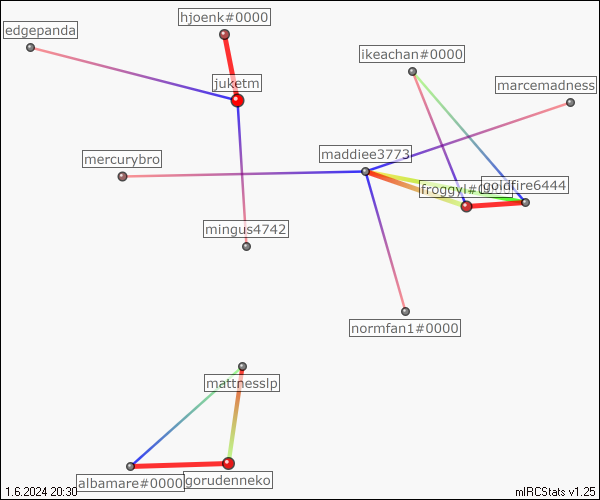 hjoenk#0000
edgepanda
ikeachan#0000
juketm
marcemadness
maddiee3773
mercurybro
goldfire6444
froggyl#0000
mingus4742
normfan1#0000
mattnesslp
gorudenneko
albamare#0000
1.6.2024 20:30
mIRCStats v1.25